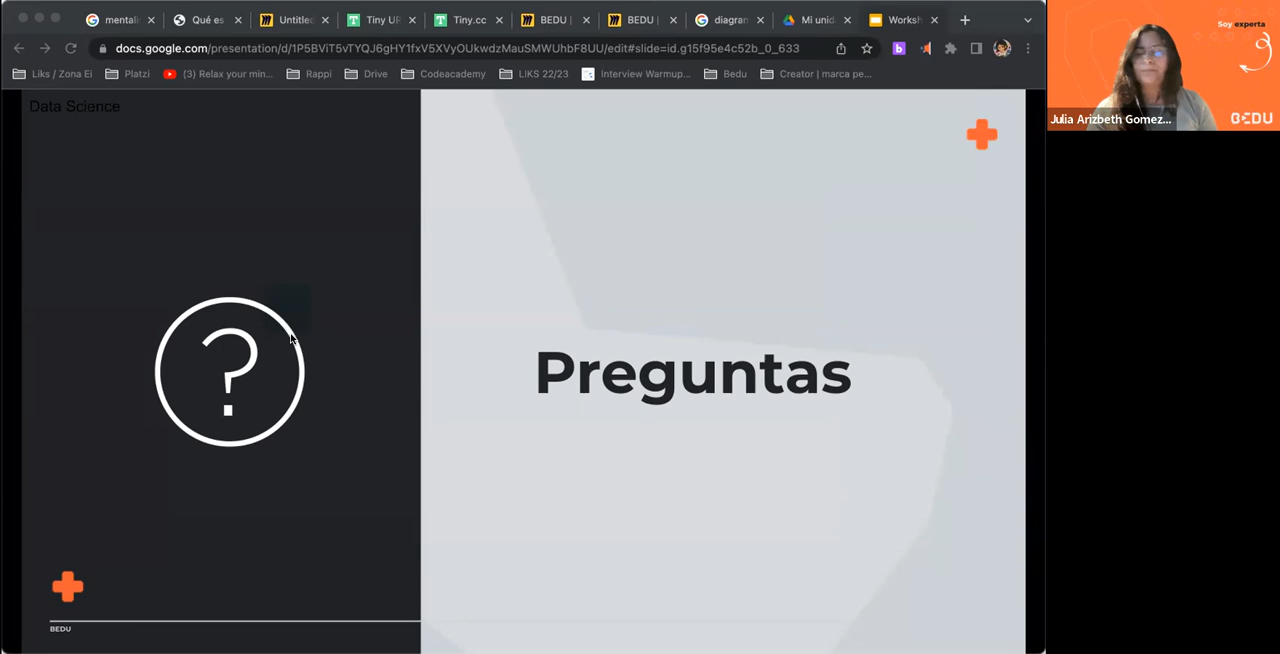 mentali
Qué es
Untitle
Tiny UR
Tiny.cc
BEDU |
BEDU |
diagran
Mi unid
Worksh
docs.google.com/presentation/d/1P5BViT5vTYQJ6gHY1fxV5XVyOUkwdzMauSMWUhbF8UU/edit#slide=id.g15f95e4c52b_0_633
Liks / Zona Ei
Platzi
(3) Relax your min...
Rappi
Drive
Codeacademy
LIKS 22/23
Interview Warmup...
Bedu
Creator | marca pe...
Soy experta
Julia Arizbeth Gomez...
BEDU
Data Science
?
Preguntas
BEDU